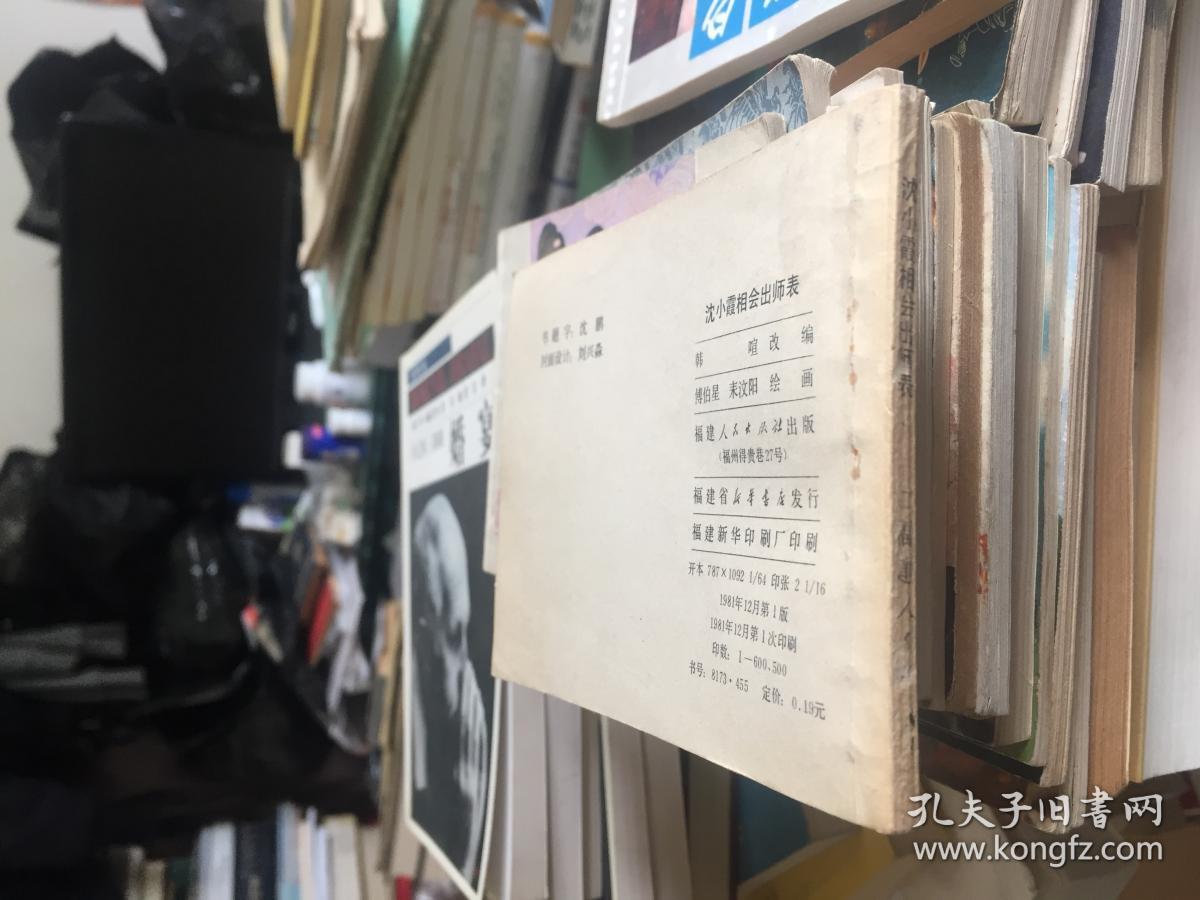 沈小霞相会出师表
韩 喧改编
傅伯星 来汶阳 绘 画
福建人民出版社出版
(福州得贵巷27号)
福建省新华书店发行
福建新华印刷厂印刷
开本 787×1092 1/64 印张 2 1/16
1981年12月第1版
1981年12月第1次印刷
印数: 1—600,500
书号: 8173·455 定价: 0.19元
书题字: 沈 鹏
封面设计: 刘兴淼
沈小霞相会出师表
福建人
孔夫子旧书网
www.kongfz.com